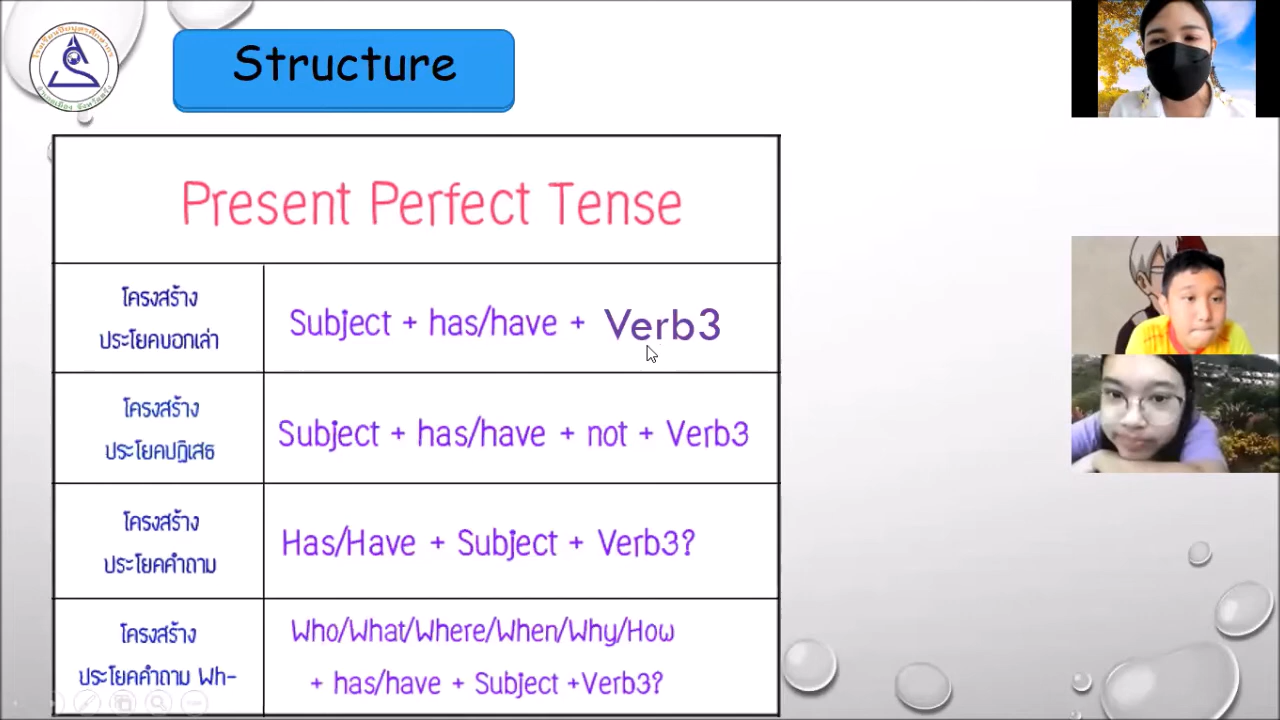 Structure
Present Perfect Tense
โครงสร้าง
ประโยคบอกเล่า
Subject + has/have + Verb3
โครงสร้าง
ประโยคปฏิเสธ
Subject + has/have + not + Verb3
โครงสร้าง
ประโยคคำถาม
Has/Have + Subject + Verb3?
โครงสร้าง
ประโยคคำถาม Wh-
Who/What/Where/When/Why/How
+ has/have + Subject +Verb3?